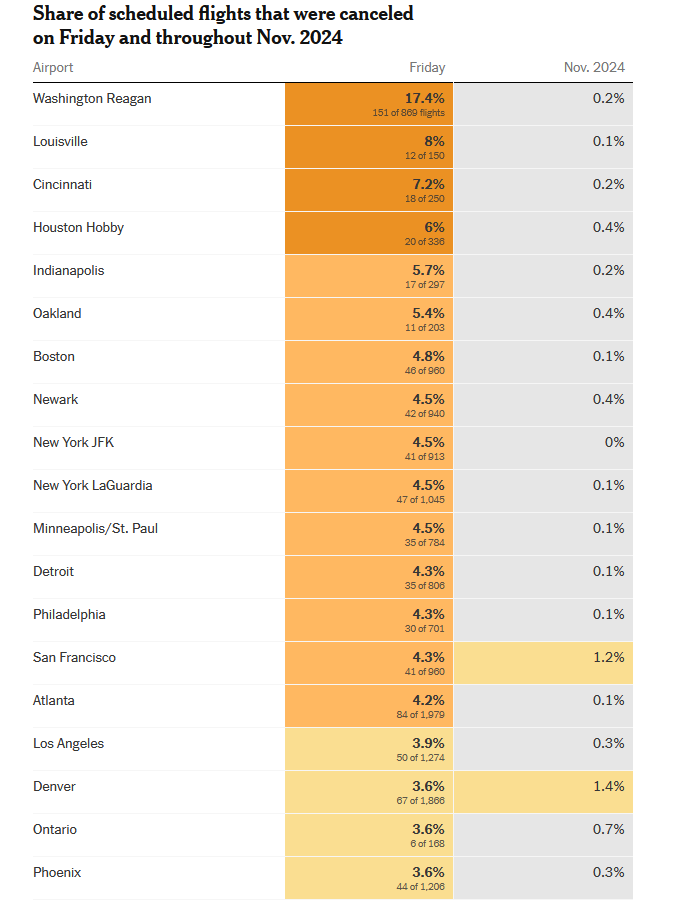 Share of scheduled flights that were canceled
on Friday and throughout Nov. 2024
Airport Friday Nov. 2024
Washington Reagan 17.4% 0.2%
151 of 869 flights
Louisville 8% 0.1%
12 of 150
Cincinnati 7.2% 0.2%
18 of 250
Houston Hobby 6% 0.4%
20 of 336
Indianapolis 5.7% 0.2%
17 of 297
Oakland 5.4% 0.4%
11 of 203
Boston 4.8% 0.1%
46 of 960
Newark 4.5% 0.4%
42 of 940
New York JFK 4.5% 0%
41 of 913
New York LaGuardia 4.5% 0.1%
47 of 1,045
Minneapolis/St. Paul 4.5% 0.1%
35 of 784
Detroit 4.3% 0.1%
35 of 806
Philadelphia 4.3% 0.1%
30 of 701
San Francisco 4.3% 1.2%
41 of 960
Atlanta 4.2% 0.1%
84 of 1,979
Los Angeles 3.9% 0.3%
50 of 1,274
Denver 3.6% 1.4%
67 of 1,866
Ontario 3.6% 0.7%
6 of 168
Phoenix 3.6% 0.3%
44 of 1,206